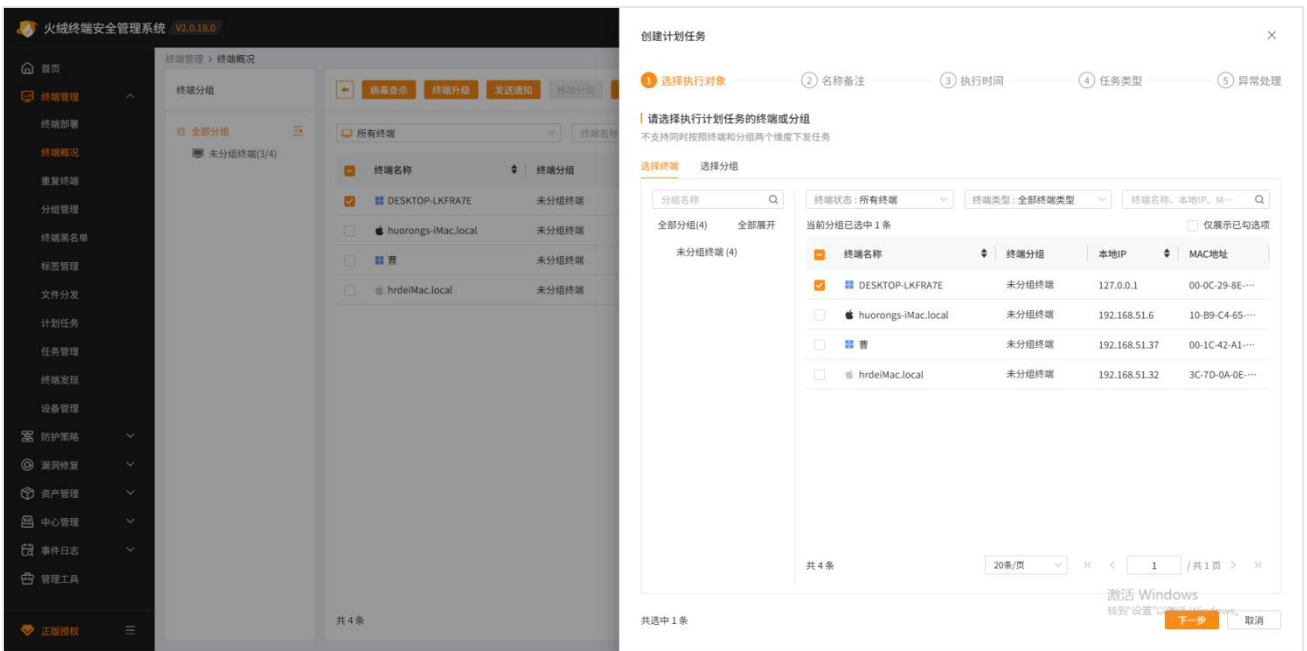 火绒终端安全管理系统 V2.0.18.0
首页
终端管理
终端部署
终端概况
重复终端
分组管理
终端黑名单
标签管理
文件分发
计划任务
任务管理
终端发现
设备管理
防护策略
漏洞修复
资产管理
中心管理
事件日志
管理工具
正版授权
终端管理 > 终端概况
终端分组
全部分组
未分组终端(3/4)
病毒查杀 终端升级 发送通知 移动分组
所有终端 终端名称
终端名称 终端分组
DESKTOP-LKFRA7E 未分组终端
huorongs-iMac.local 未分组终端
曹 未分组终端
hrdeiMac.local 未分组终端
共 4 条
创建计划任务
1 选择执行对象 2 名称备注 3 执行时间 4 任务类型 5 异常处理
请选择执行计划任务的终端或分组
不支持同时按照终端和分组两个维度下发任务
选择终端 选择分组
分组名称
全部分组(4) 全部展开
未分组终端 (4)
终端状态 : 所有终端 终端类型 : 全部终端类型 终端名称、本地IP、M…
当前分组已选中 1 条 仅展示已勾选项
终端名称 终端分组 本地IP MAC地址
DESKTOP-LKFRA7E 未分组终端 127.0.0.1 00-0C-29-8E-…
huorongs-iMac.local 未分组终端 192.168.51.6 10-B9-C4-65-…
曹 未分组终端 192.168.51.37 00-1C-42-A1-…
hrdeiMac.local 未分组终端 192.168.51.32 3C-7D-0A-0E-…
共 4 条 20条/页 1 / 共 1 页
激活 Windows
转到"设置"以激活 Windows。
共选中 1 条 下一步 取消